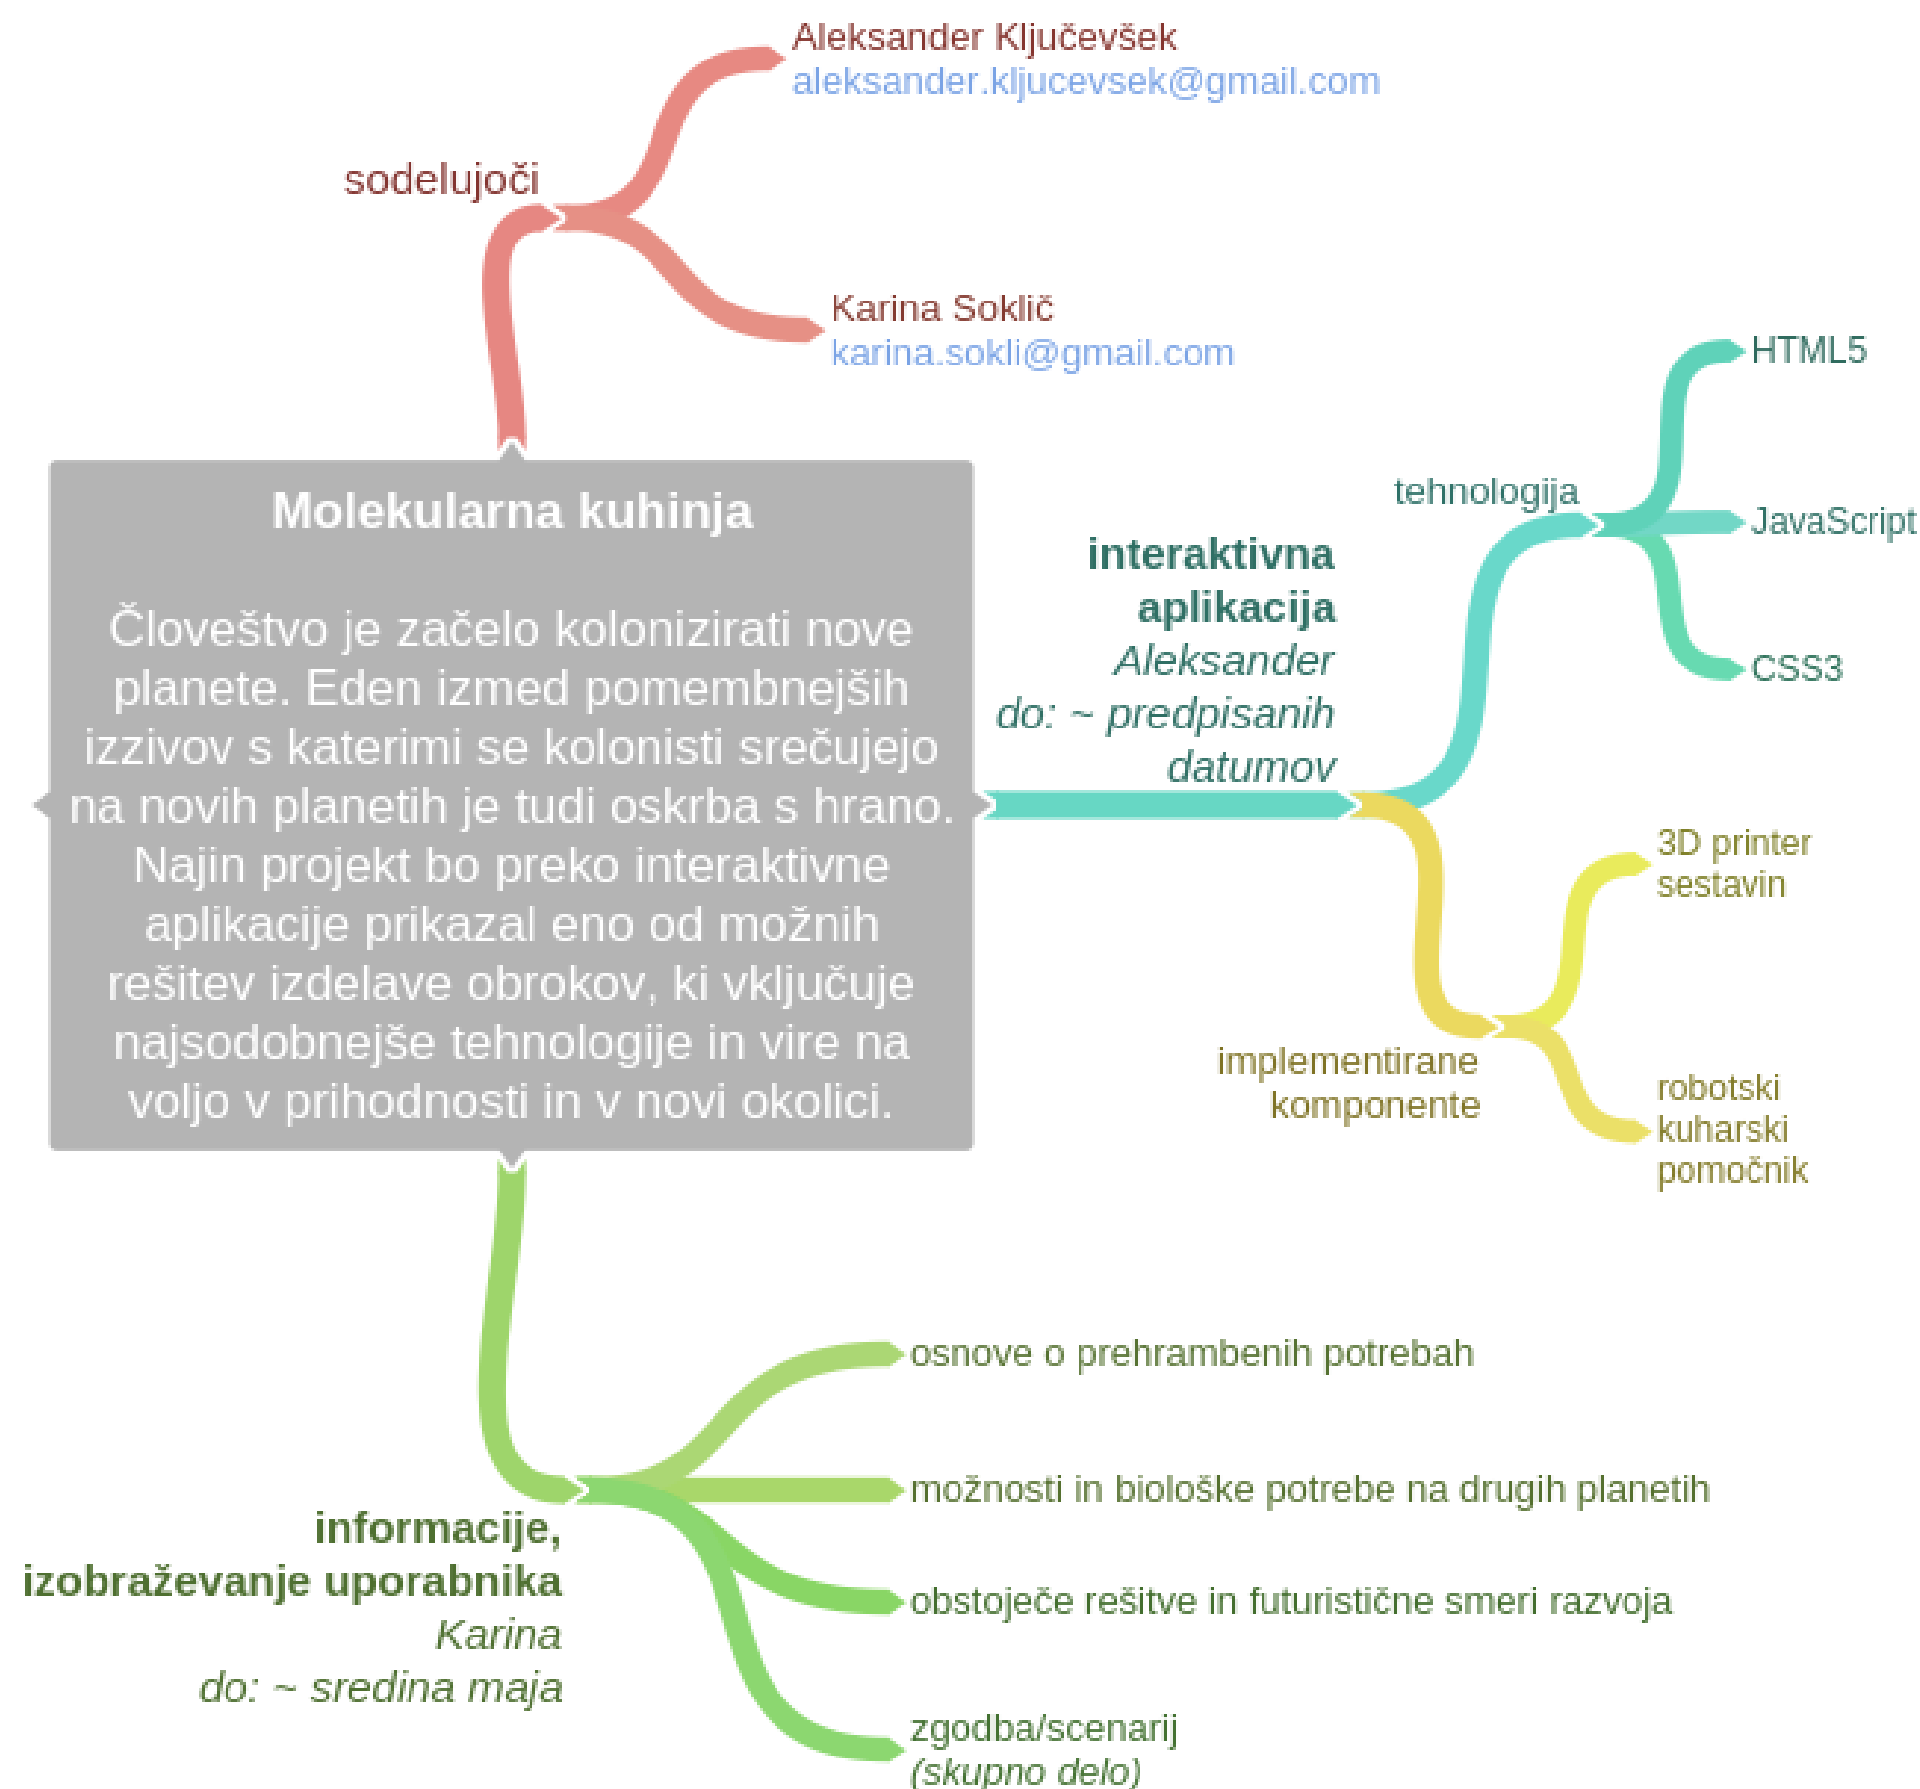 Aleksander Ključevšek
aleksander.kljucevsek@gmail.com
sodelujoči
Karina Soklič
karina.sokli@gmail.com
Molekularna kuhinja
Človeštvo je začelo kolonizirati nove
planete. Eden izmed pomembnejših
izzivov s katerimi se kolonisti srečujejo
na novih planetih je tudi oskrba s hrano.
Najin projekt bo preko interaktivne
aplikacije prikazal eno od možnih
rešitev izdelave obrokov, ki vključuje
najsodobnejše tehnologije in vire na
voljo v prihodnosti in v novi okolici.
interaktivna
aplikacija
Aleksander
do: ~ predpisanih
datumov
tehnologija
HTML5
JavaScript
CSS3
implementirane
komponente
3D printer
sestavin
robotski
kuharski
pomočnik
informacije,
izobraževanje uporabnika
Karina
do: ~ sredina maja
osnove o prehrambenih potrebah
možnosti in biološke potrebe na drugih planetih
obstoječe rešitve in futuristične smeri razvoja
zgodba/scenarij
(skupno delo)